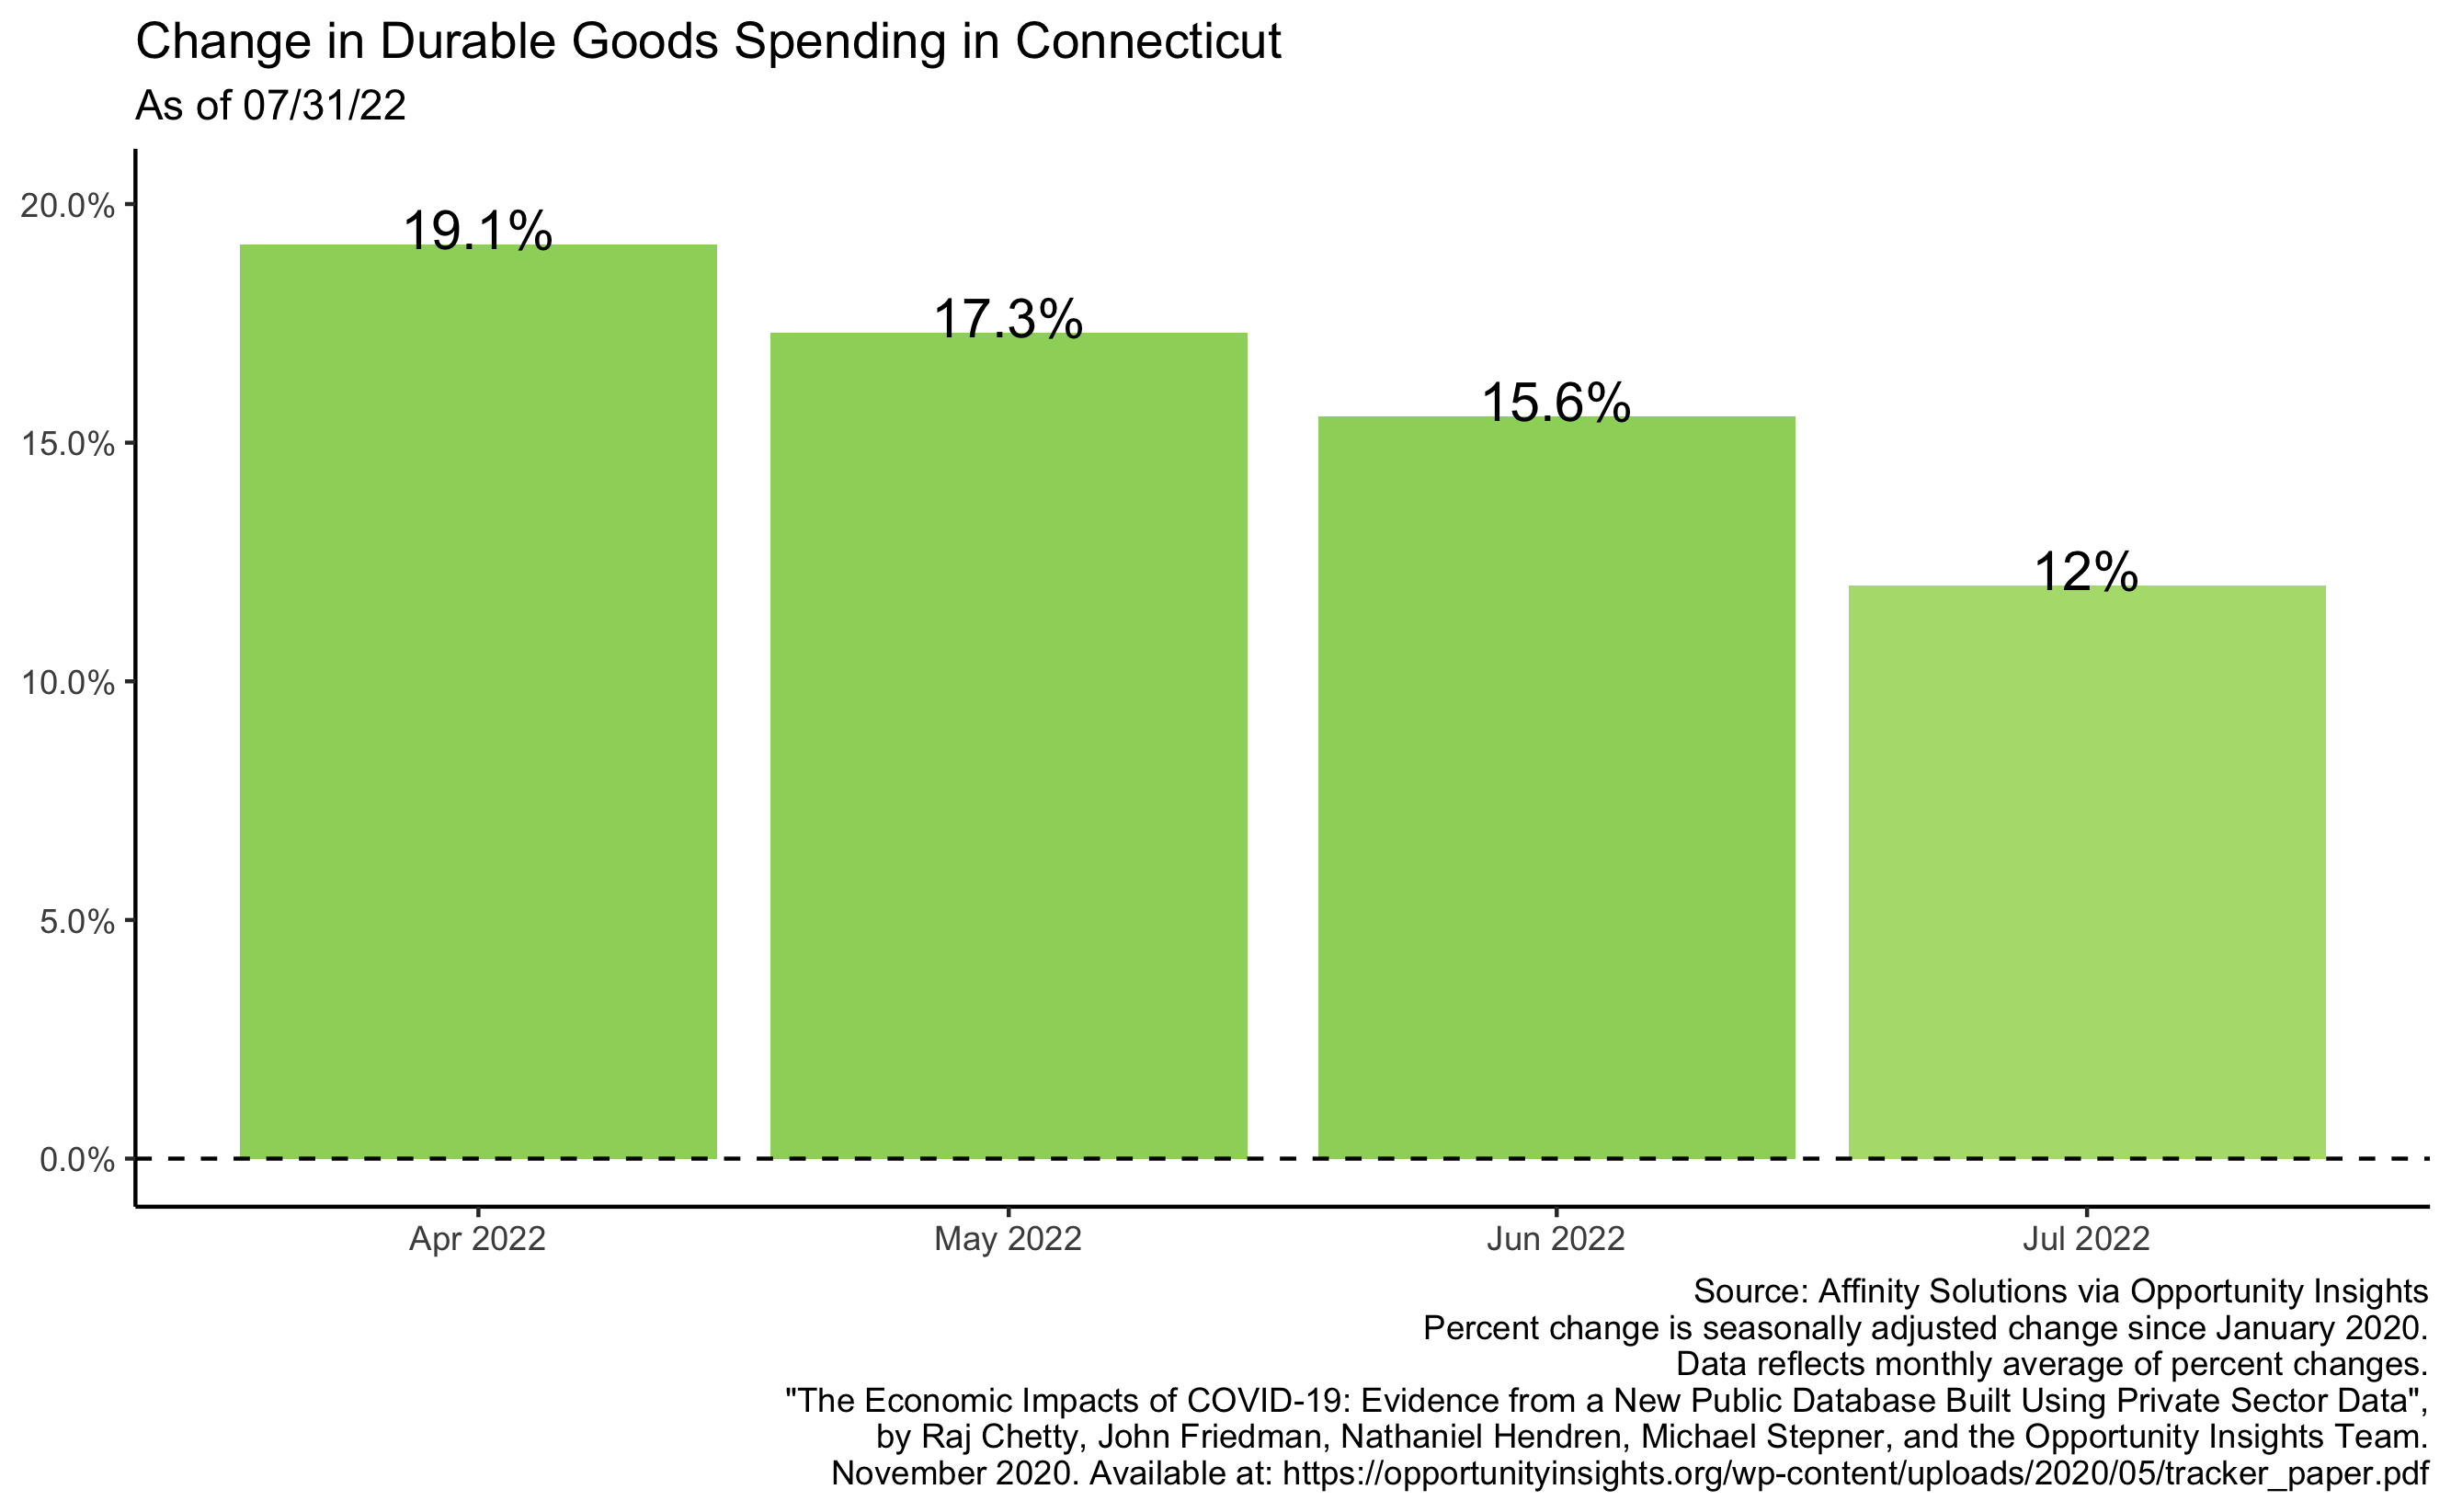 Change in Durable Goods Spending in Connecticut
As of 07/31/22
20.0%
15.0%
10.0%
5.0%
0.0%
19.1%
17.3%
15.6%
12%
Apr 2022
May 2022
Jun 2022
Jul 2022
Source: Affinity Solutions via Opportunity Insights
Percent change is seasonally adjusted change since January 2020.
Data reflects monthly average of percent changes.
"The Economic Impacts of COVID-19: Evidence from a New Public Database Built Using Private Sector Data",
by Raj Chetty, John Friedman, Nathaniel Hendren, Michael Stepner, and the Opportunity Insights Team.
November 2020. Available at: https://opportunityinsights.org/wp-content/uploads/2020/05/tracker_paper.pdf